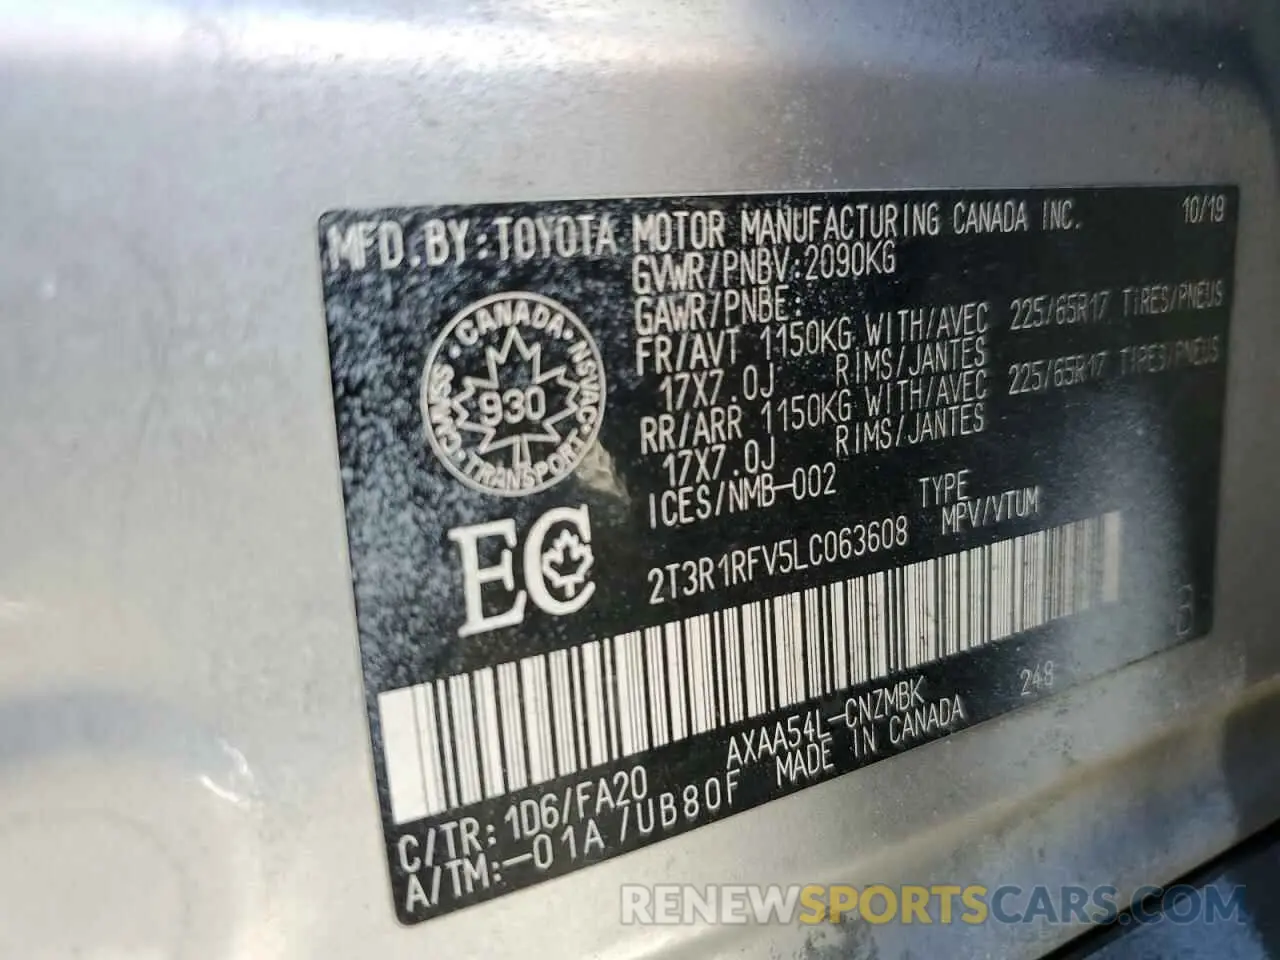 MFD.BY:TOYOTA MOTOR MANUFACTURING CANADA INC. 10/19
GVWR/PNBV:2090KG
GAWR/PNBE:
FR/AVT 1150KG WITH/AVEC 225/65R17 TIRES/PNEUS
17X7.0J RIMS/JANTES
RR/ARR 1150KG WITH/AVEC 225/65R17 TIRES/PNEUS
17X7.0J RIMS/JANTES
ICES/NMB-002
CANADA
NSVAC
TRANSPORT
CMVSS
930
EC
TYPE
2T3R1RFV5LC063608 MPV/VTUM
B
248
AXAA54L-CNZMBK
C/TR: 1D6/FA20 MADE IN CANADA
A/TM:-01A /UB80F
RENEWSPORTSCARS.COM